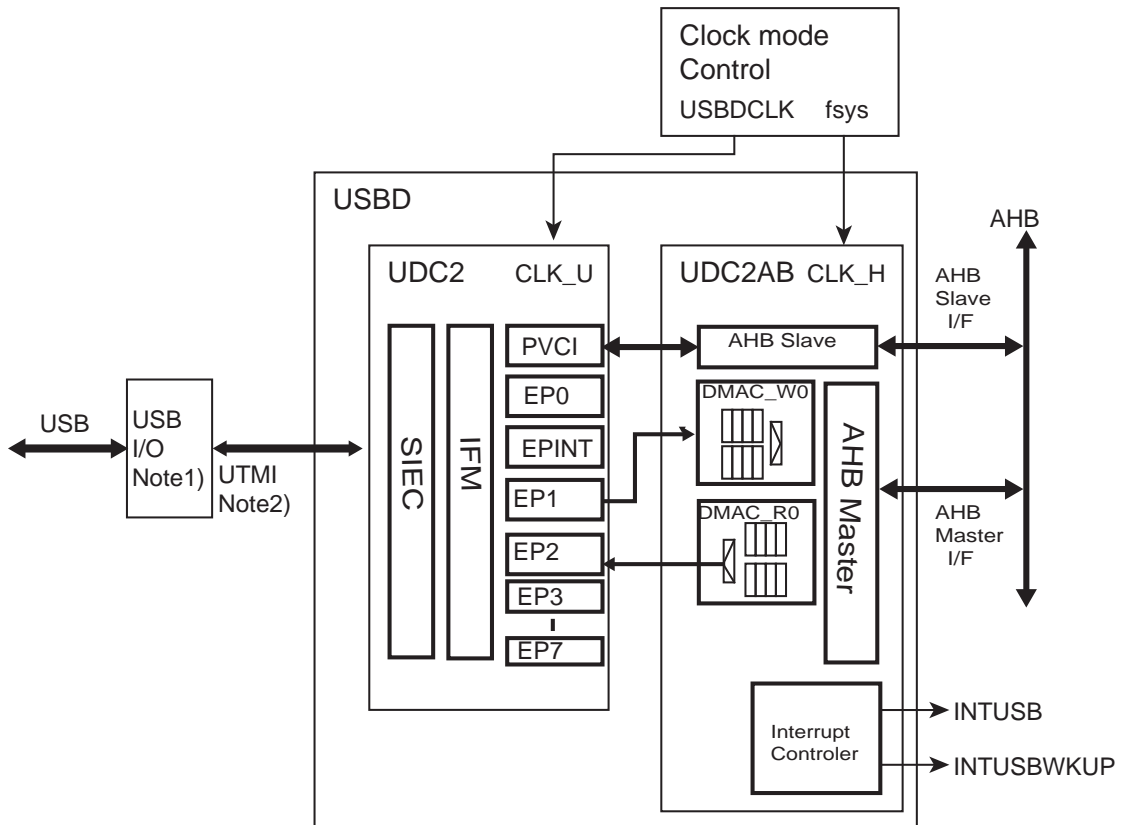 Clock mode
Control
USBDCLK fsys
USBD
AHB
UDC2 CLK_U
UDC2AB CLK_H
AHB
Slave
I/F
PVCI
AHB Slave
EP0
DMAC_W0
USB
USB
I/O
Note1)
UTMI
Note2)
SIEC
IFM
EPINT
EP1
DMAC_R0
AHB Master
AHB
Master
I/F
EP2
EP3
EP7
Interrupt
Controler
INTUSB
INTUSBWKUP